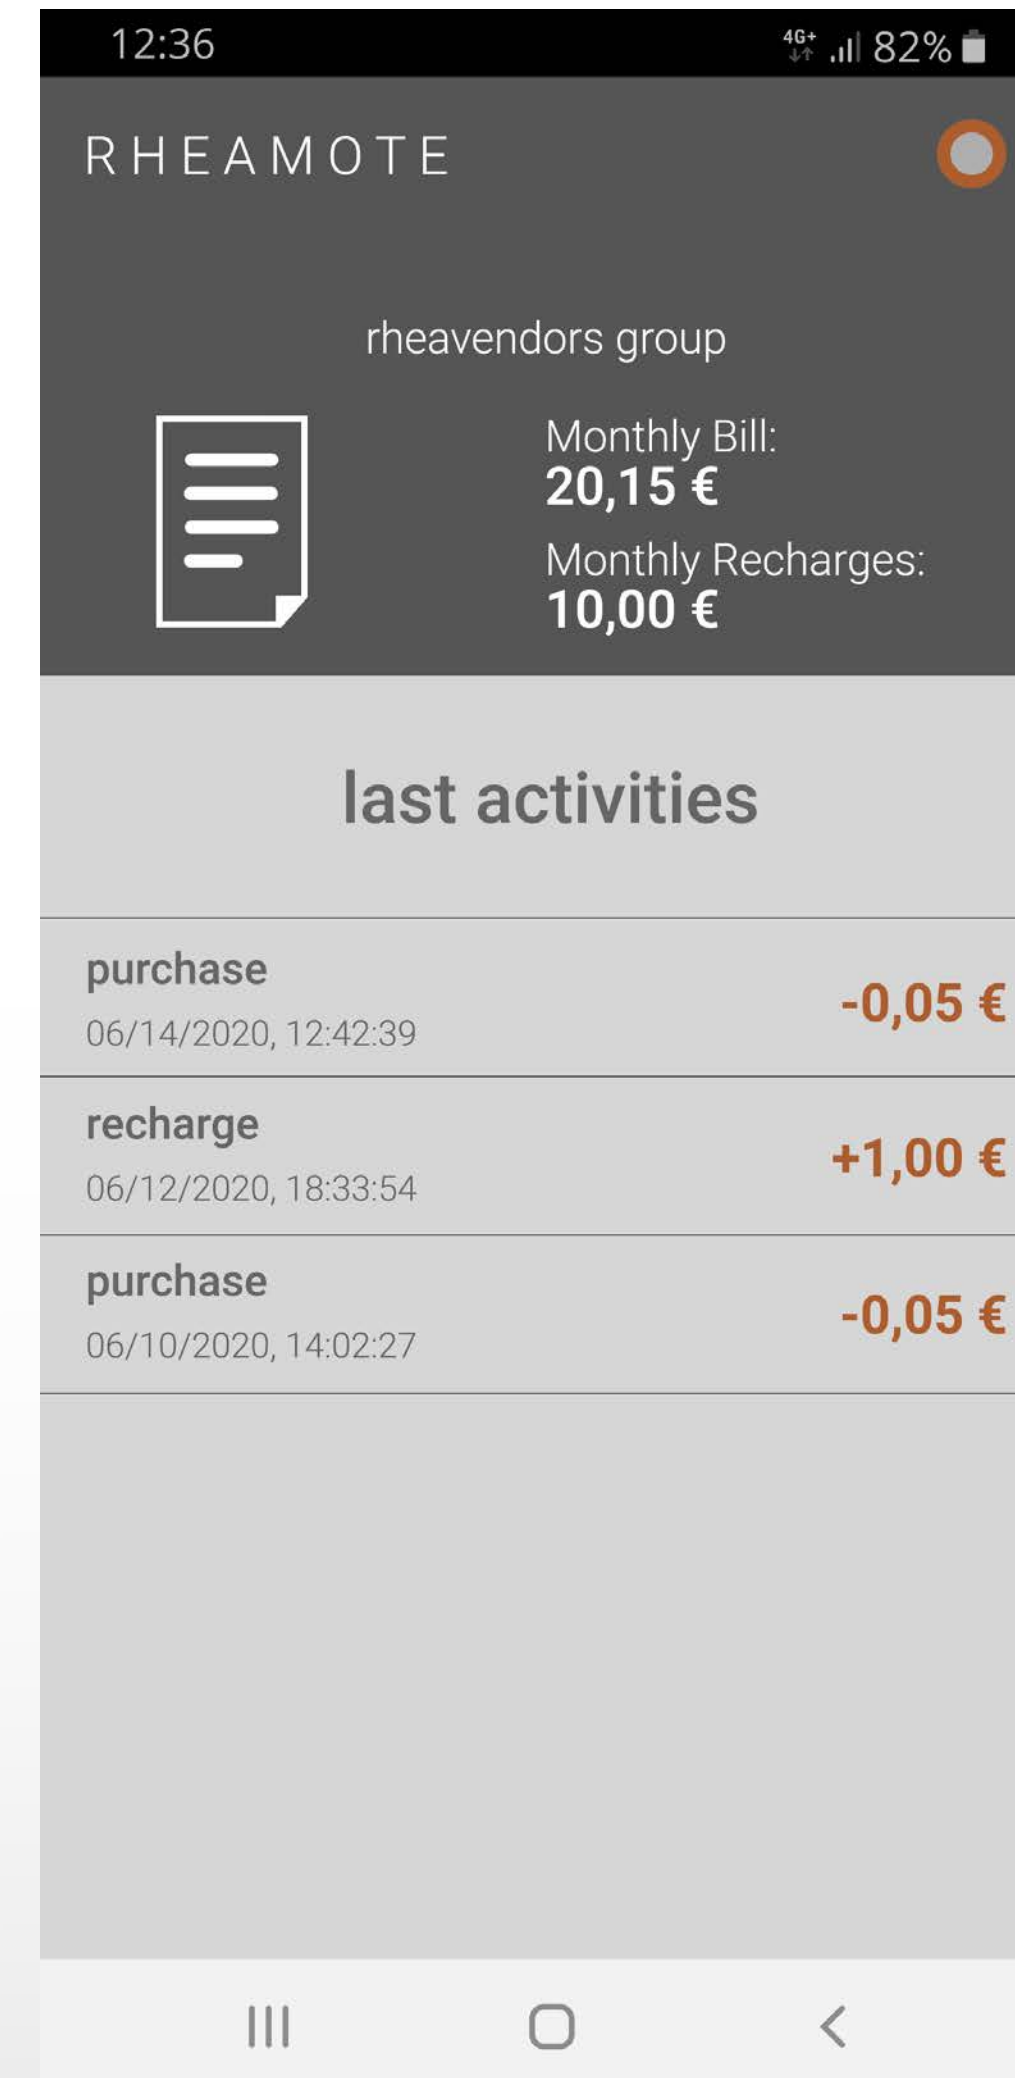 12:36
4G+ 82%
RHEAMOTE
rheavendors group
Monthly Bill:
20,15 €
Monthly Recharges:
10,00 €
last activities
purchase
-0,05 €
06/14/2020, 12:42:39
recharge
+1,00 €
06/12/2020, 18:33:54
purchase
-0,05 €
06/10/2020, 14:02:27